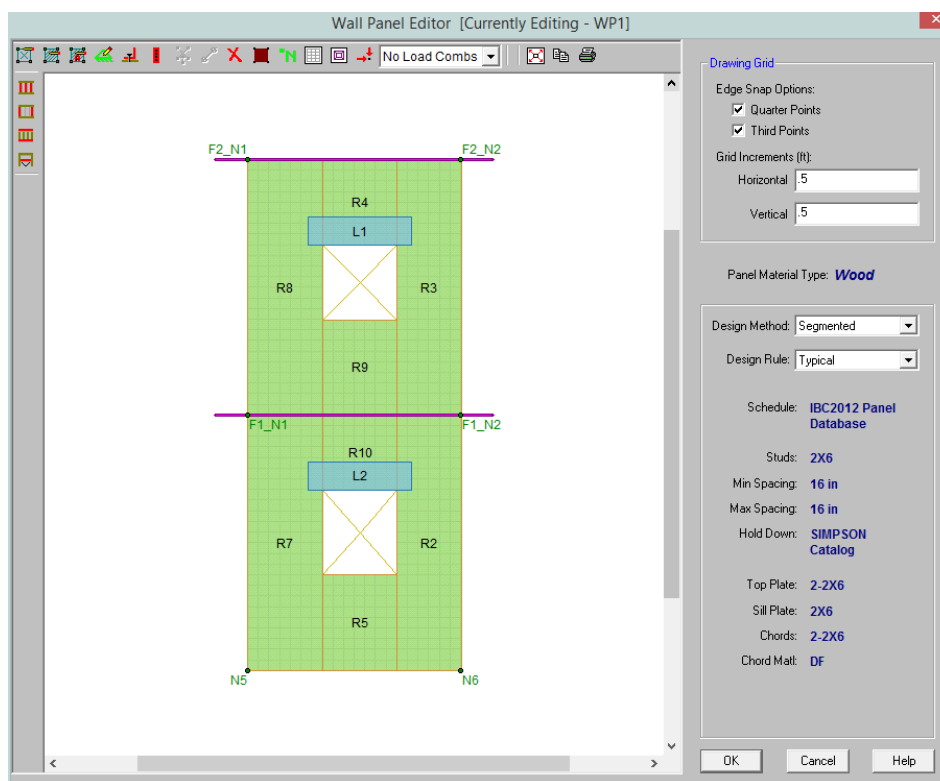 Wall Panel Editor [Currently Editing - WP1]
N
No Load Combs
Drawing Grid
Edge Snap Options:
Quarter Points
Third Points
Grid Increments (ft):
Horizontal .5
Vertical .5
Panel Material Type: Wood
Design Method: Segmented
Design Rule: Typical
Schedule: IBC2012 Panel
Database
Studs: 2X6
Min Spacing: 16 in
Max Spacing: 16 in
Hold Down: SIMPSON
Catalog
Top Plate: 2-2X6
Sill Plate: 2X6
Chords: 2-2X6
Chord Matl: DF
OK Cancel Help
F2_N1 F2_N2
R4
L1
R8 R3
R9
F1_N1 F1_N2
R10
L2
R7 R2
R5
N5 N6